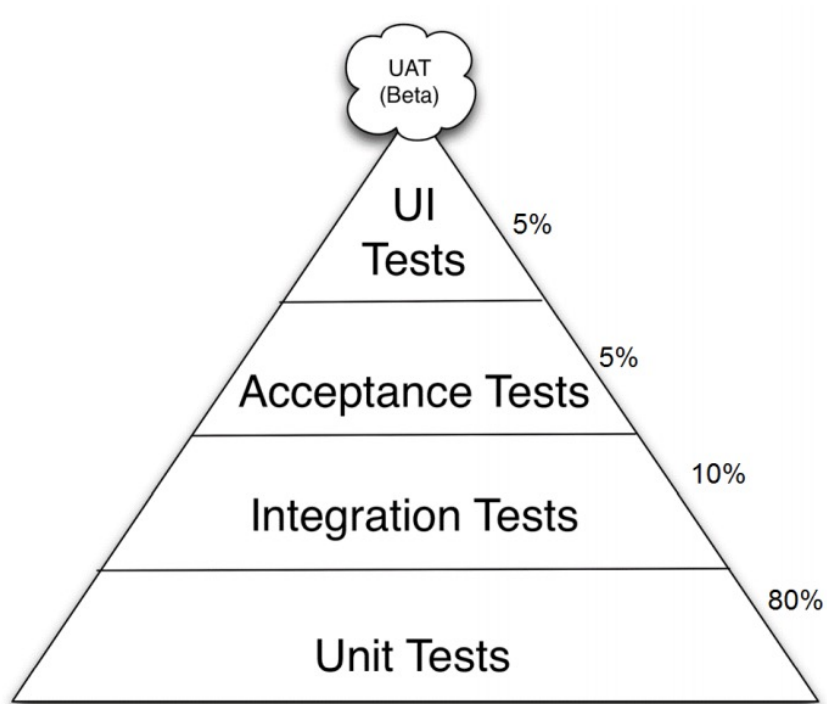 UAT
(Beta)
UI
Tests
5%
Acceptance Tests
5%
Integration Tests
10%
Unit Tests
80%